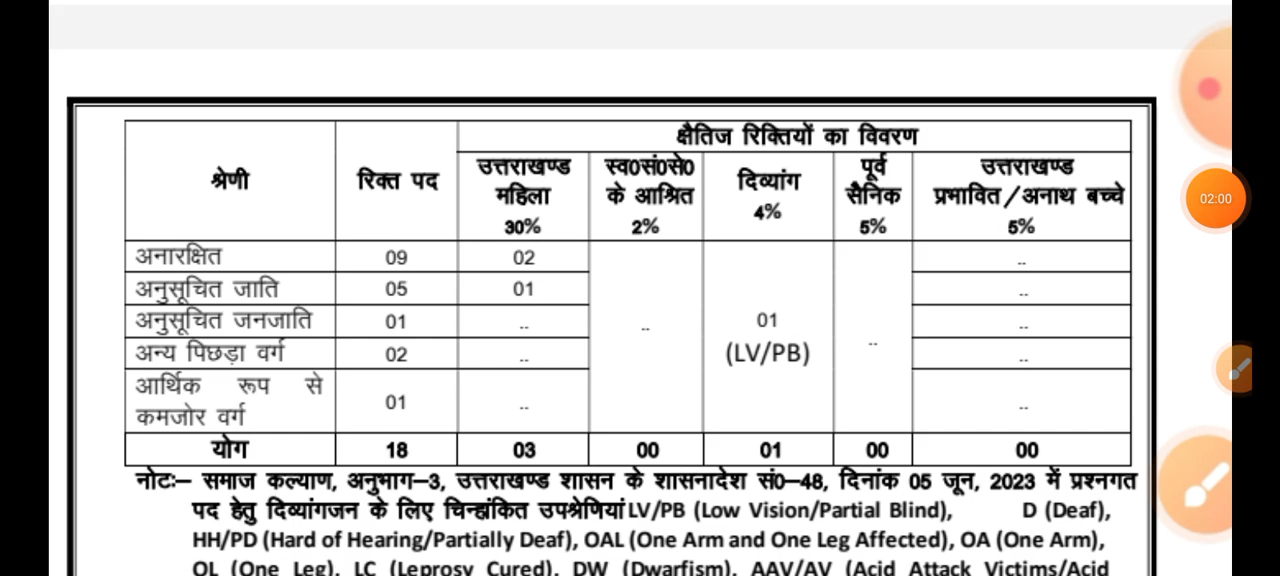 क्षैतिज रिक्तियों का विवरण
श्रेणी रिक्त पद उत्तराखण्ड महिला 30% स्व0सं0से0 के आश्रित 2% दिव्यांग 4% पूर्व सैनिक 5% उत्तराखण्ड प्रभावित/अनाथ बच्चे 5%
अनारक्षित 09 02 ..
अनुसूचित जाति 05 01 ..
अनुसूचित जनजाति 01 .. .. 01 (LV/PB) .. ..
अन्य पिछड़ा वर्ग 02 .. ..
आर्थिक रूप से कमजोर वर्ग 01 .. ..
योग 18 03 00 01 00 00
नोटः– समाज कल्याण, अनुभाग–3, उत्तराखण्ड शासन के शासनादेश सं0–48, दिनांक 05 जून, 2023 में प्रश्नगत
पद हेतु दिव्यांगजन के लिए चिन्हांकित उपश्रेणियां LV/PB (Low Vision/Partial Blind), D (Deaf),
HH/PD (Hard of Hearing/Partially Deaf), OAL (One Arm and One Leg Affected), OA (One Arm),
OL (One Leg), LC (Leprosy Cured), DW (Dwarfism), AAV/AV (Acid Attack Victims/Acid
02:00